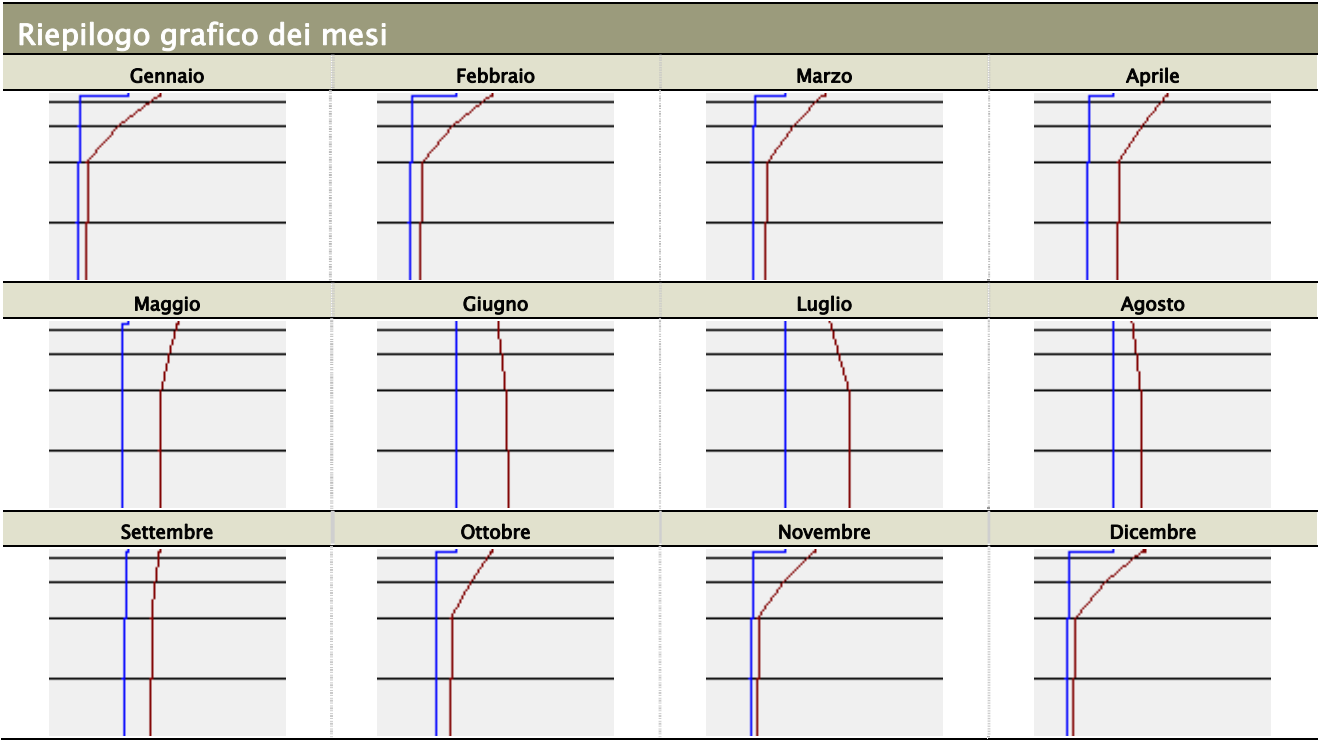 Riepilogo grafico dei mesi
Gennaio Febbraio Marzo Aprile
Maggio Giugno Luglio Agosto
Settembre Ottobre Novembre Dicembre